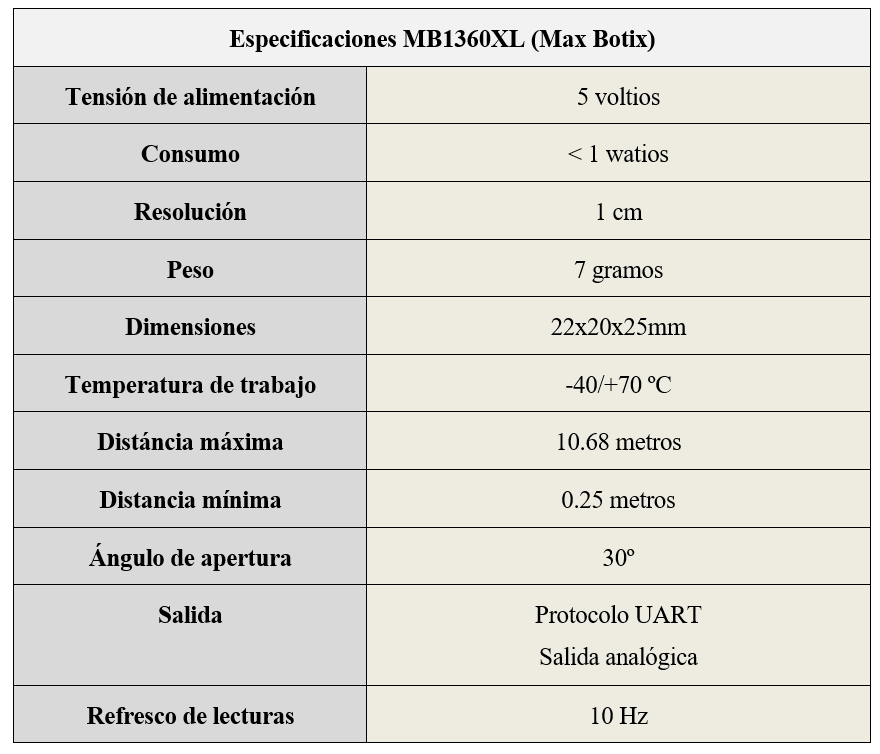 Especificaciones MB1360XL (Max Botix)
Tensión de alimentación 5 voltios
Consumo < 1 watios
Resolución 1 cm
Peso 7 gramos
Dimensiones 22x20x25mm
Temperatura de trabajo -40/+70 ºC
Distáncia máxima 10.68 metros
Distancia mínima 0.25 metros
Ángulo de apertura 30º
Salida Protocolo UART
Salida analógica
Refresco de lecturas 10 Hz